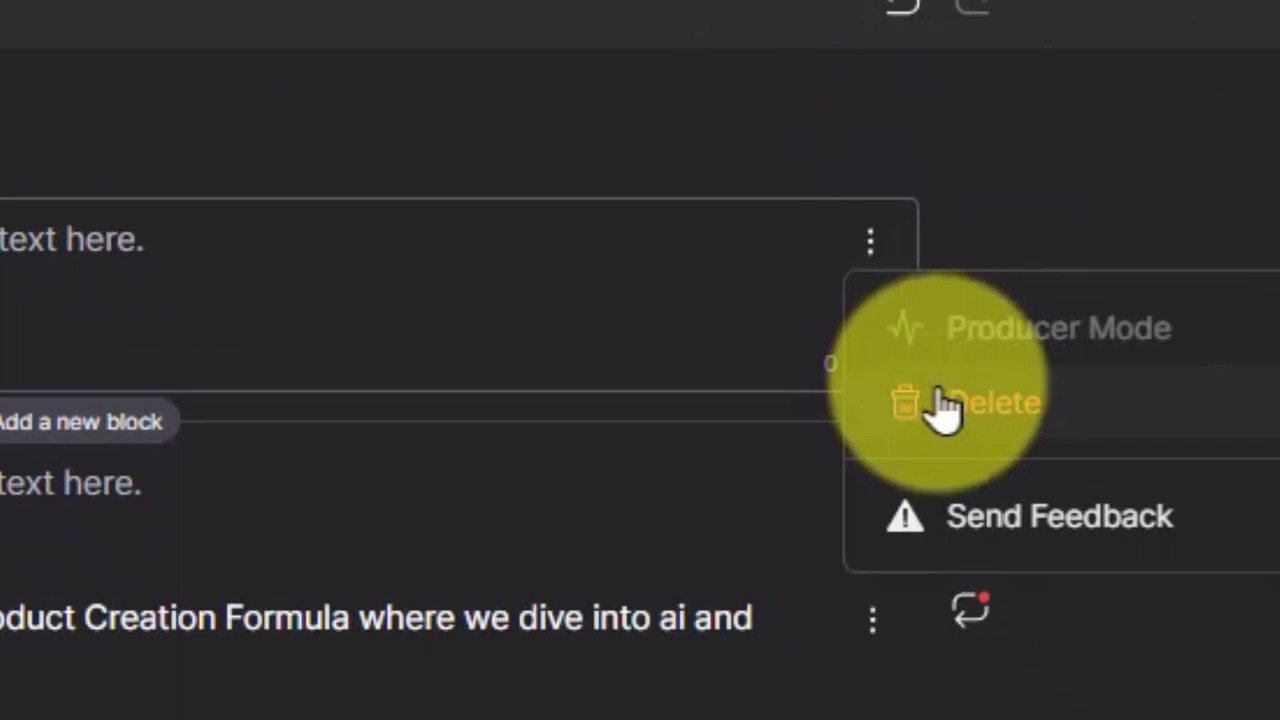 text here.
0
Producer Mode
Delete
Add a new block
text here.
Send Feedback
oduct Creation Formula where we dive into ai and